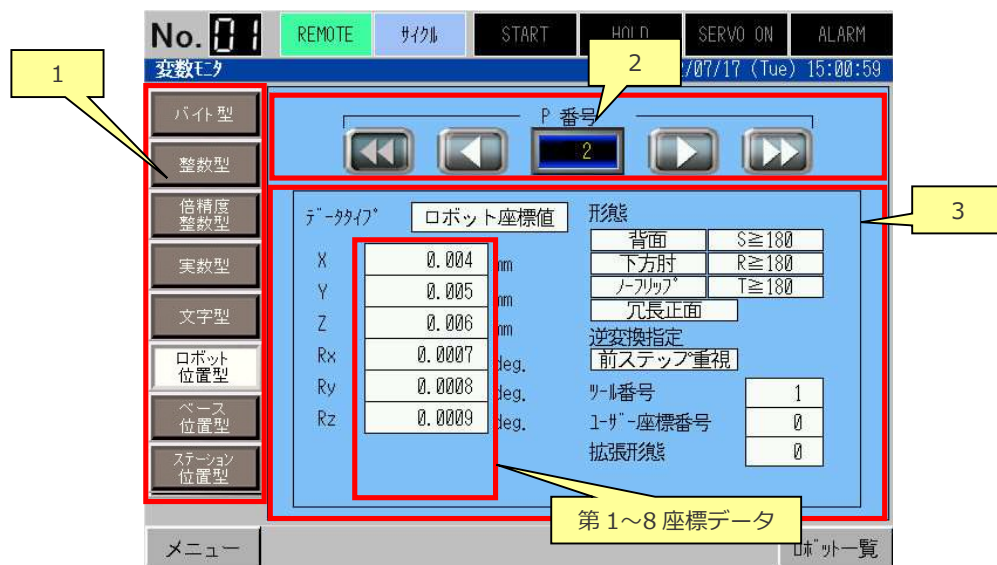 No. 01 REMOTE サイクル START HOLD SERVO ON ALARM
変数モニタ /07/17 (Tue) 15:00:59
1
2
3
バイト型
整数型
倍精度
整数型
実数型
文字型
ロボット
位置型
ベース
位置型
ステーション
位置型
P 番号
2
データタイプ ロボット座標値
X 0.004 mm
Y 0.005 mm
Z 0.006 mm
Rx 0.0007 deg.
Ry 0.0008 deg.
Rz 0.0009 deg.
形態
背面 S≧180
下方肘 R≧180
ノーフリップ T≧180
冗長正面
逆変換指定
前ステップ重視
ツール番号 1
ユーザー座標番号 0
拡張形態 0
第 1～8 座標データ
メニュー ロボット一覧